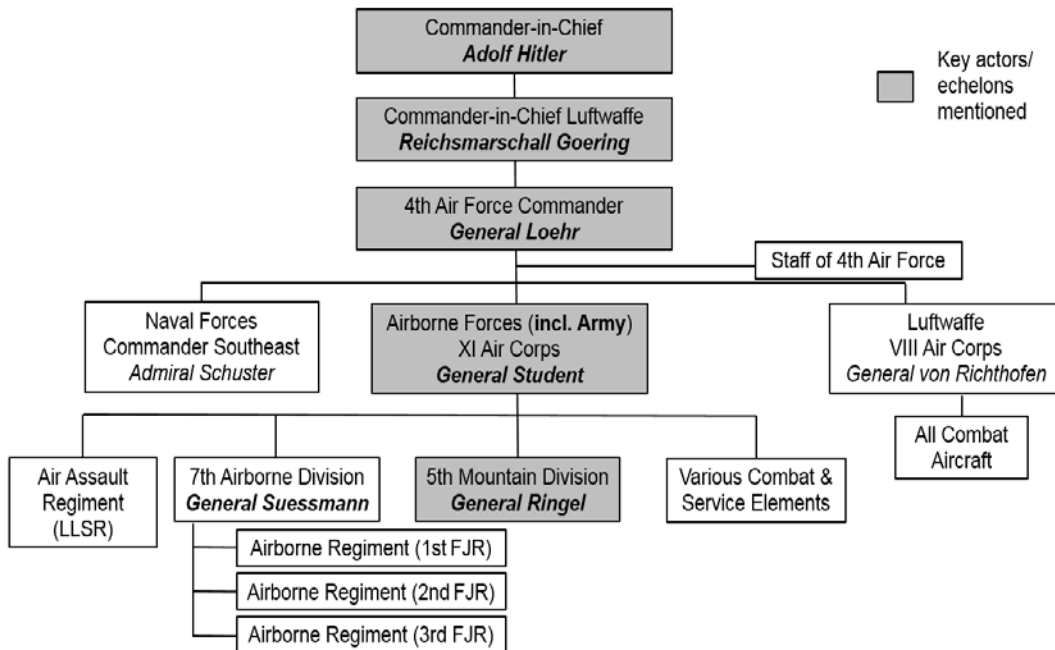 Commander-in-Chief
Adolf Hitler
Key actors/
echelons
mentioned
Commander-in-Chief Luftwaffe
Reichsmarschall Goering
4th Air Force Commander
General Loehr
Staff of 4th Air Force
Naval Forces
Commander Southeast
Admiral Schuster
Airborne Forces (incl. Army)
XI Air Corps
General Student
Luftwaffe
VIII Air Corps
General von Richthofen
All Combat
Aircraft
Air Assault
Regiment
(LLSR)
7th Airborne Division
General Suessmann
5th Mountain Division
General Ringel
Various Combat &
Service Elements
Airborne Regiment (1st FJR)
Airborne Regiment (2nd FJR)
Airborne Regiment (3rd FJR)